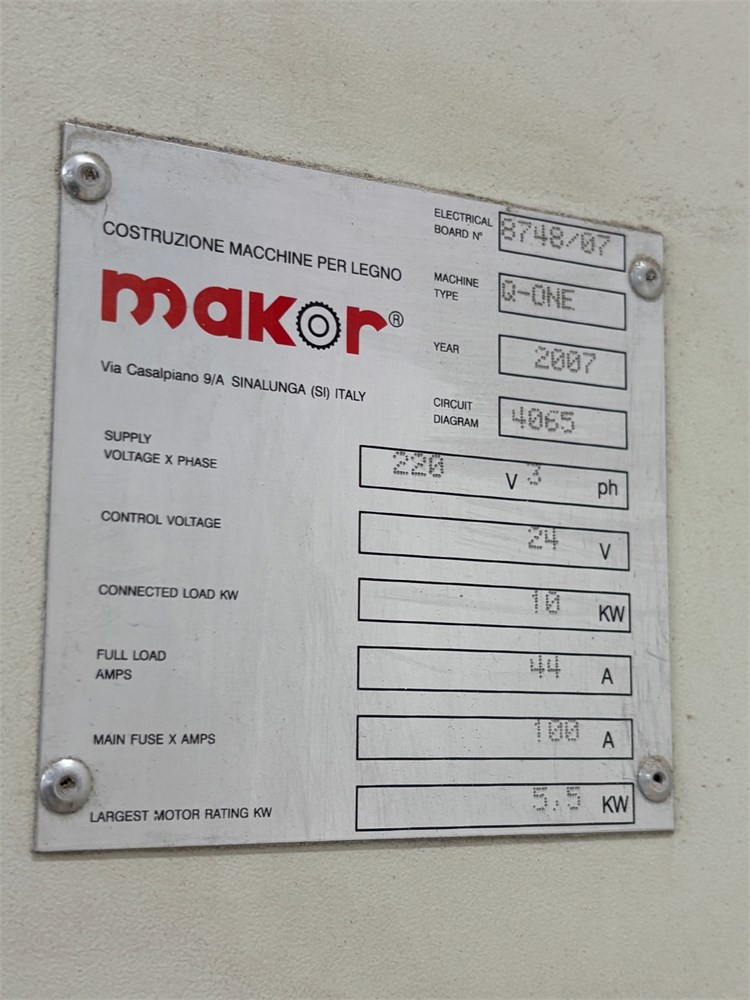 COSTRUZIONE MACCHINE PER LEGNO
makor®
Via Casalpiano 9/A SINALUNGA (SI) ITALY
ELECTRICAL
BOARD N° 8748/07
MACHINE
TYPE Q-ONE
YEAR 2007
CIRCUIT
DIAGRAM 4065
SUPPLY
VOLTAGE X PHASE 220 V 3 ph
CONTROL VOLTAGE 24 V
CONNECTED LOAD KW 10 KW
FULL LOAD
AMPS 44 A
MAIN FUSE X AMPS 100 A
LARGEST MOTOR RATING KW 5.5 KW